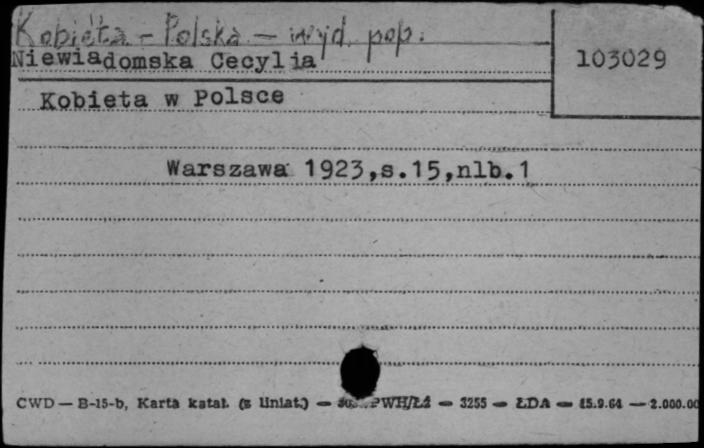 Kobieta - Polska - wyd. pop.
Niewiadomska Cecylia
103029
Kobieta w Polsce
Warszawa 1923,s.15,nlb.1
CWD — B-15-b, Karta katal. (z liniat.) — PWH/Ł2 — 3255 — ŁDA — 15.9.64 — 2.000.00